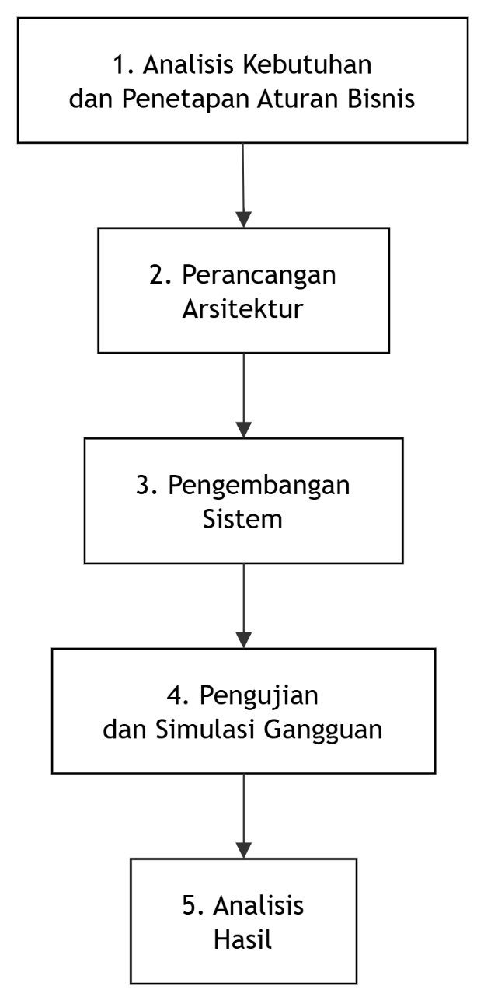 1. Analisis Kebutuhan
dan Penetapan Aturan Bisnis
2. Perancangan
Arsitektur
3. Pengembangan
Sistem
4. Pengujian
dan Simulasi Gangguan
5. Analisis
Hasil